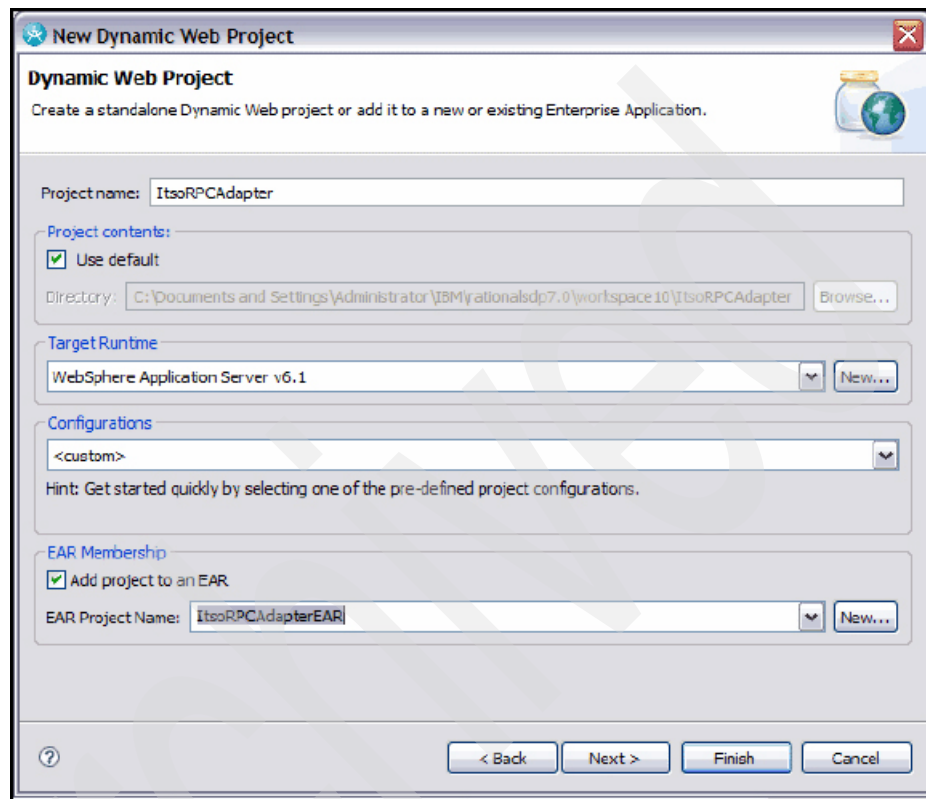 New Dynamic Web Project
Dynamic Web Project
Create a standalone Dynamic Web project or add it to a new or existing Enterprise Application.
Project name: ItsoRPCAdapter
Project contents:
Use default
Directory: C:\Documents and Settings\Administrator\IBM\rationalsdp7.0\workspace10\ItsoRPCAdapter Browse...
Target Runtime
WebSphere Application Server v6.1 New...
Configurations
<custom>
Hint: Get started quickly by selecting one of the pre-defined project configurations.
EAR Membership
Add project to an EAR
EAR Project Name: ItsoRPCAdapterEAR New...
? < Back Next > Finish Cancel